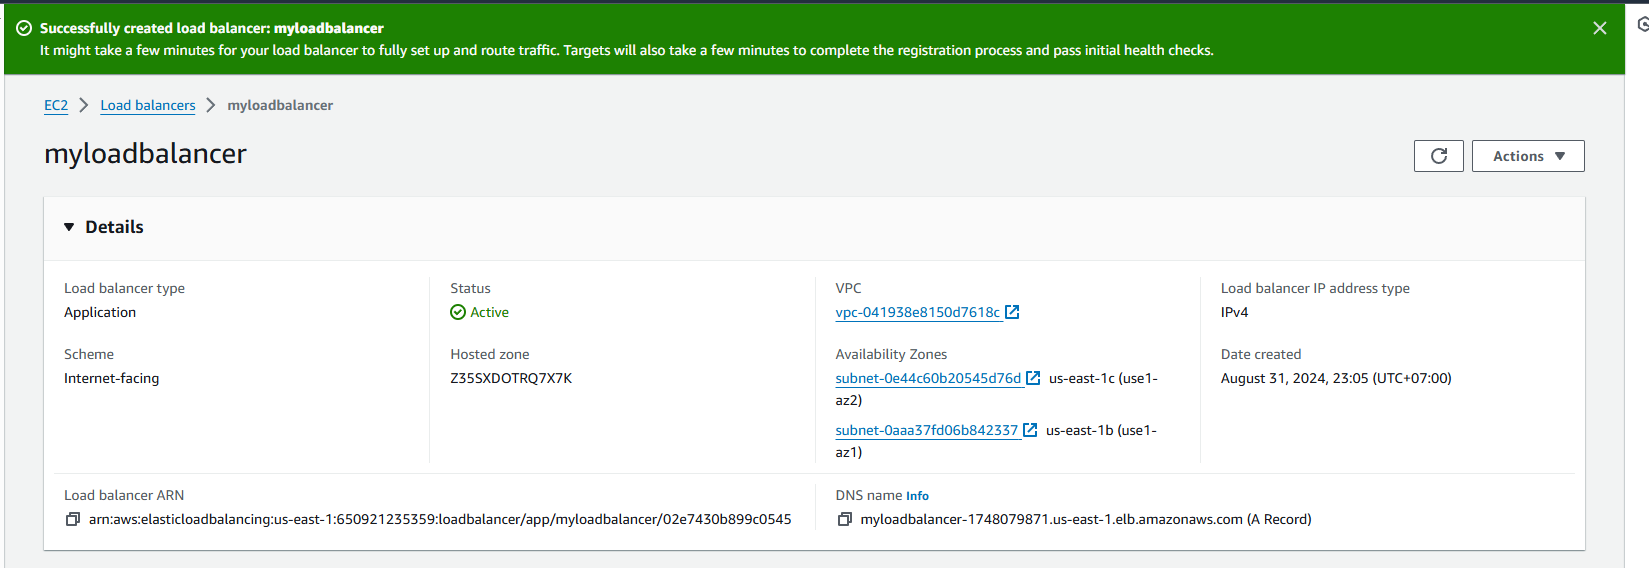 Successfully created load balancer: myloadbalancer
It might take a few minutes for your load balancer to fully set up and route traffic. Targets will also take a few minutes to complete the registration process and pass initial health checks.
EC2 > Load balancers > myloadbalancer
myloadbalancer
Actions
Details
Load balancer type
Application
Status
Active
VPC
vpc-041938e8150d7618c
Load balancer IP address type
IPv4
Scheme
Internet-facing
Hosted zone
Z35SXDOTRQ7X7K
Availability Zones
subnet-0e44c60b20545d76d us-east-1c (use1-
az2)
subnet-0aaa37fd06b842337 us-east-1b (use1-
az1)
Date created
August 31, 2024, 23:05 (UTC+07:00)
Load balancer ARN
arn:aws:elasticloadbalancing:us-east-1:650921235359:loadbalancer/app/myloadbalancer/02e7430b899c0545
DNS name Info
myloadbalancer-1748079871.us-east-1.elb.amazonaws.com (A Record)